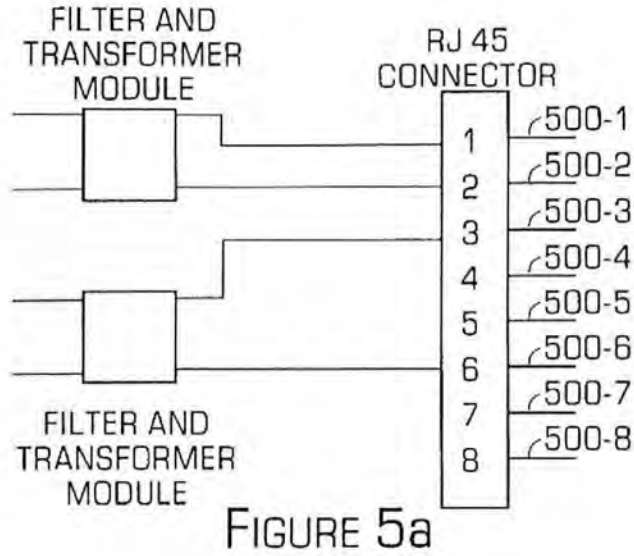 FILTER AND
TRANSFORMER
MODULE
RJ 45
CONNECTOR
1
2
3
4
5
6
7
8
500-1
500-2
500-3
500-4
500-5
500-6
500-7
500-8
FILTER AND
TRANSFORMER
MODULE
FIGURE 5a